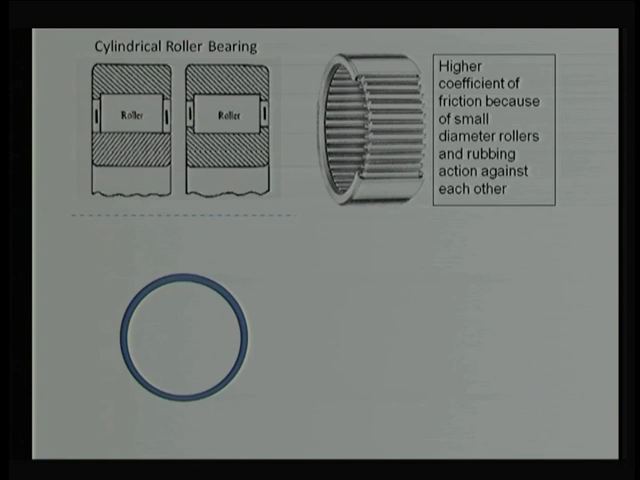 Cylindrical Roller Bearing
Roller
Roller
Higher
coefficient of
friction because
of small
diameter rollers
and rubbing
action against
each other